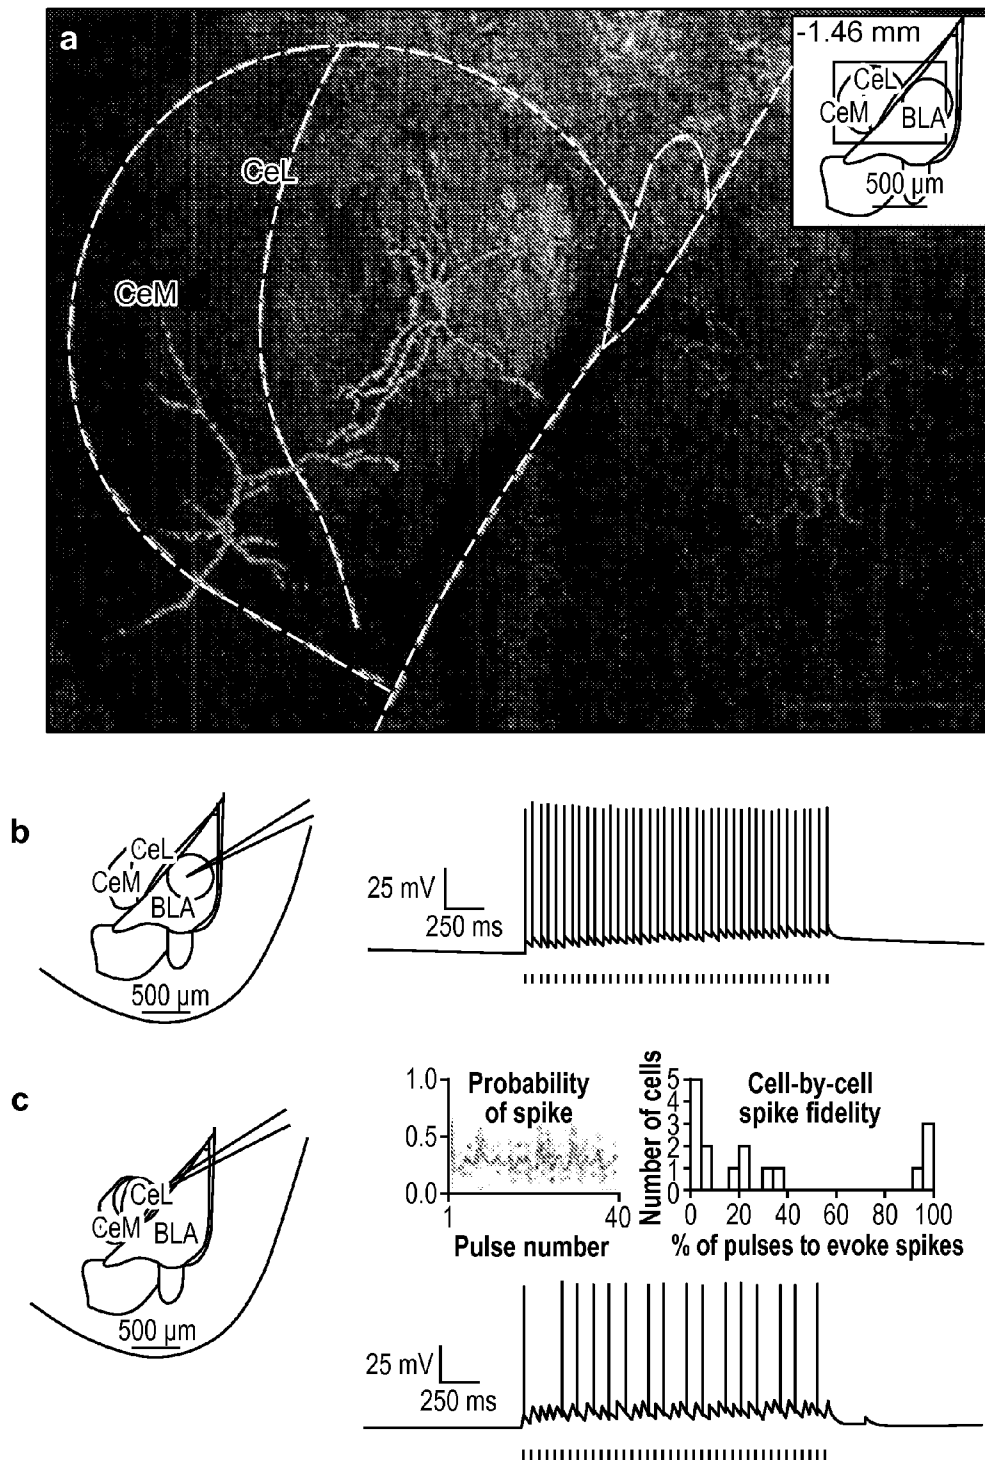 a
-1.46 mm
CeL
CeM
BLA
500 µm
CeL
CeM
b
CeL
CeM
BLA
500 µm
25 mV
250 ms
c
CeL
CeM
BLA
500 µm
1.0
0.5
0.0
Probability
of spike
1
40
Pulse number
Number of cells
5
4
3
2
1
0
Cell-by-cell
spike fidelity
0 20 40 60 80 100
% of pulses to evoke spikes
25 mV
250 ms